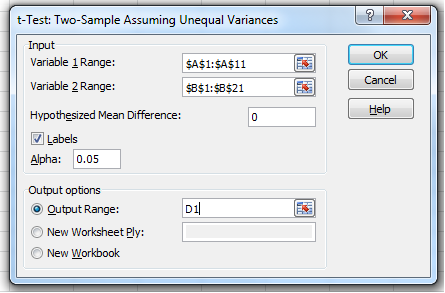 t-Test: Two-Sample Assuming Unequal Variances
Input
Variable 1 Range: $A$1:$A$11
Variable 2 Range: $B$1:$B$21
Hypothesized Mean Difference: 0
Labels
Alpha: 0.05
Output options
Output Range: D1
New Worksheet Ply:
New Workbook
OK
Cancel
Help